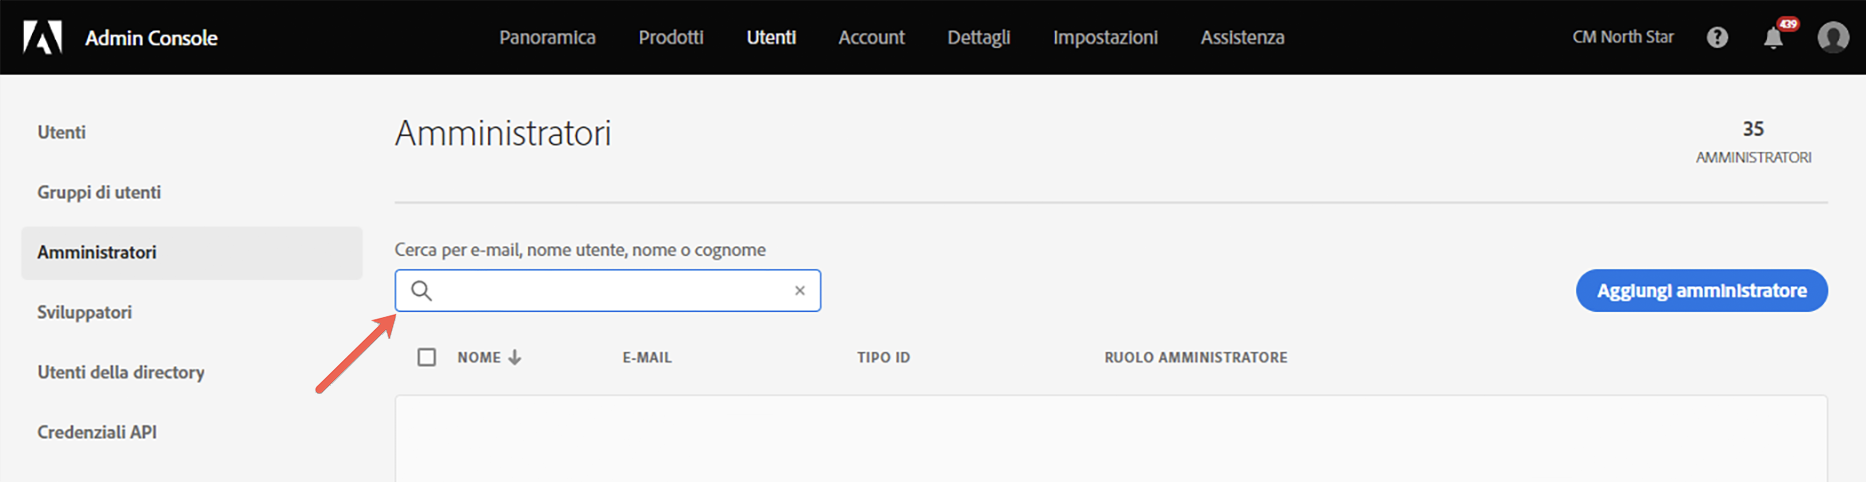 Admin Console
Panoramica Prodotti Utenti Account Dettagli Impostazioni Assistenza
CM North Star
439
Utenti
Gruppi di utenti
Amministratori
Sviluppatori
Utenti della directory
Credenziali API
Amministratori
35
AMMINISTRATORI
Cerca per e-mail, nome utente, nome o cognome
Aggiungi amministratore
NOME E-MAIL TIPO ID RUOLO AMMINISTRATORE